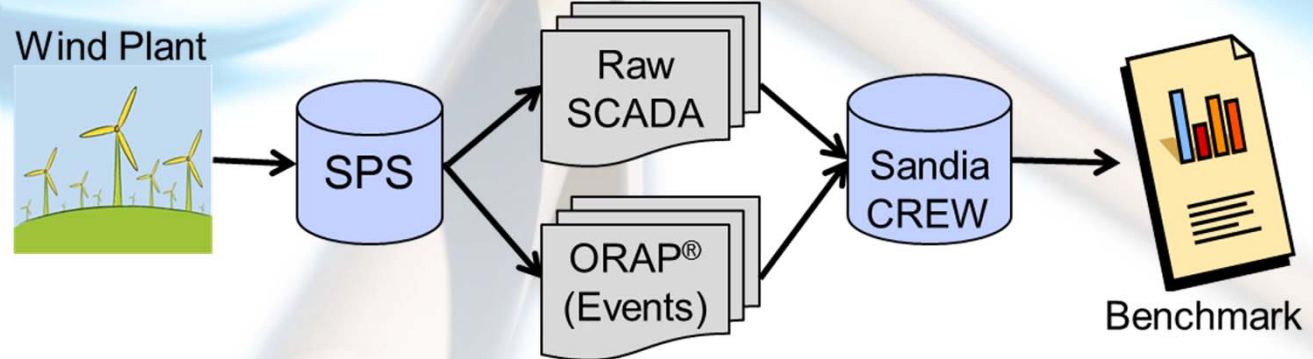 Wind Plant
SPS
Raw
SCADA
ORAP®
(Events)
Sandia
CREW
Benchmark